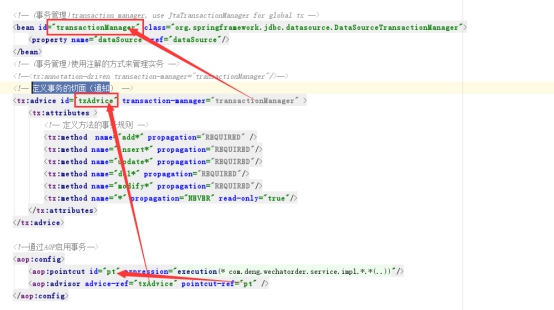 <!-- (事务管理)transaction manager, use JtaTransactionManager for global tx -->
<bean id="transactionManager" class="org.springframework.jdbc.datasource.DataSourceTransactionManager">
<property name="dataSource" ref="dataSource"/>
</bean>
<!-- (事务管理)使用注解的方式来管理实务 -->
<!--<tx:annotation-driven transaction-manager="transactionManager"/>-->
<!-- 定义事务的切面(通知) -->
<tx:advice id="txAdvice" transaction-manager="transactionManager" >
<tx:attributes >
<!-- 定义方法的事务规则 -->
<tx:method name="add*" propagation="REQUIRED" />
<tx:method name="insert*" propagation="REQUIRED"/>
<tx:method name="update*" propagation="REQUIRED"/>
<tx:method name="del*" propagation="REQUIRED"/>
<tx:method name="modify*" propagation="REQUIRED"/>
<tx:method name="*" propagation="NEVER" read-only="true"/>
</tx:attributes>
</tx:advice>
<!--通过AOP启用事务-->
<aop:config>
<aop:pointcut id="pt" expression="execution(* com.deng.wechatorder.service.impl.*.*(..))"/>
<aop:advisor advice-ref="txAdvice" pointcut-ref="pt" />
</aop:config>